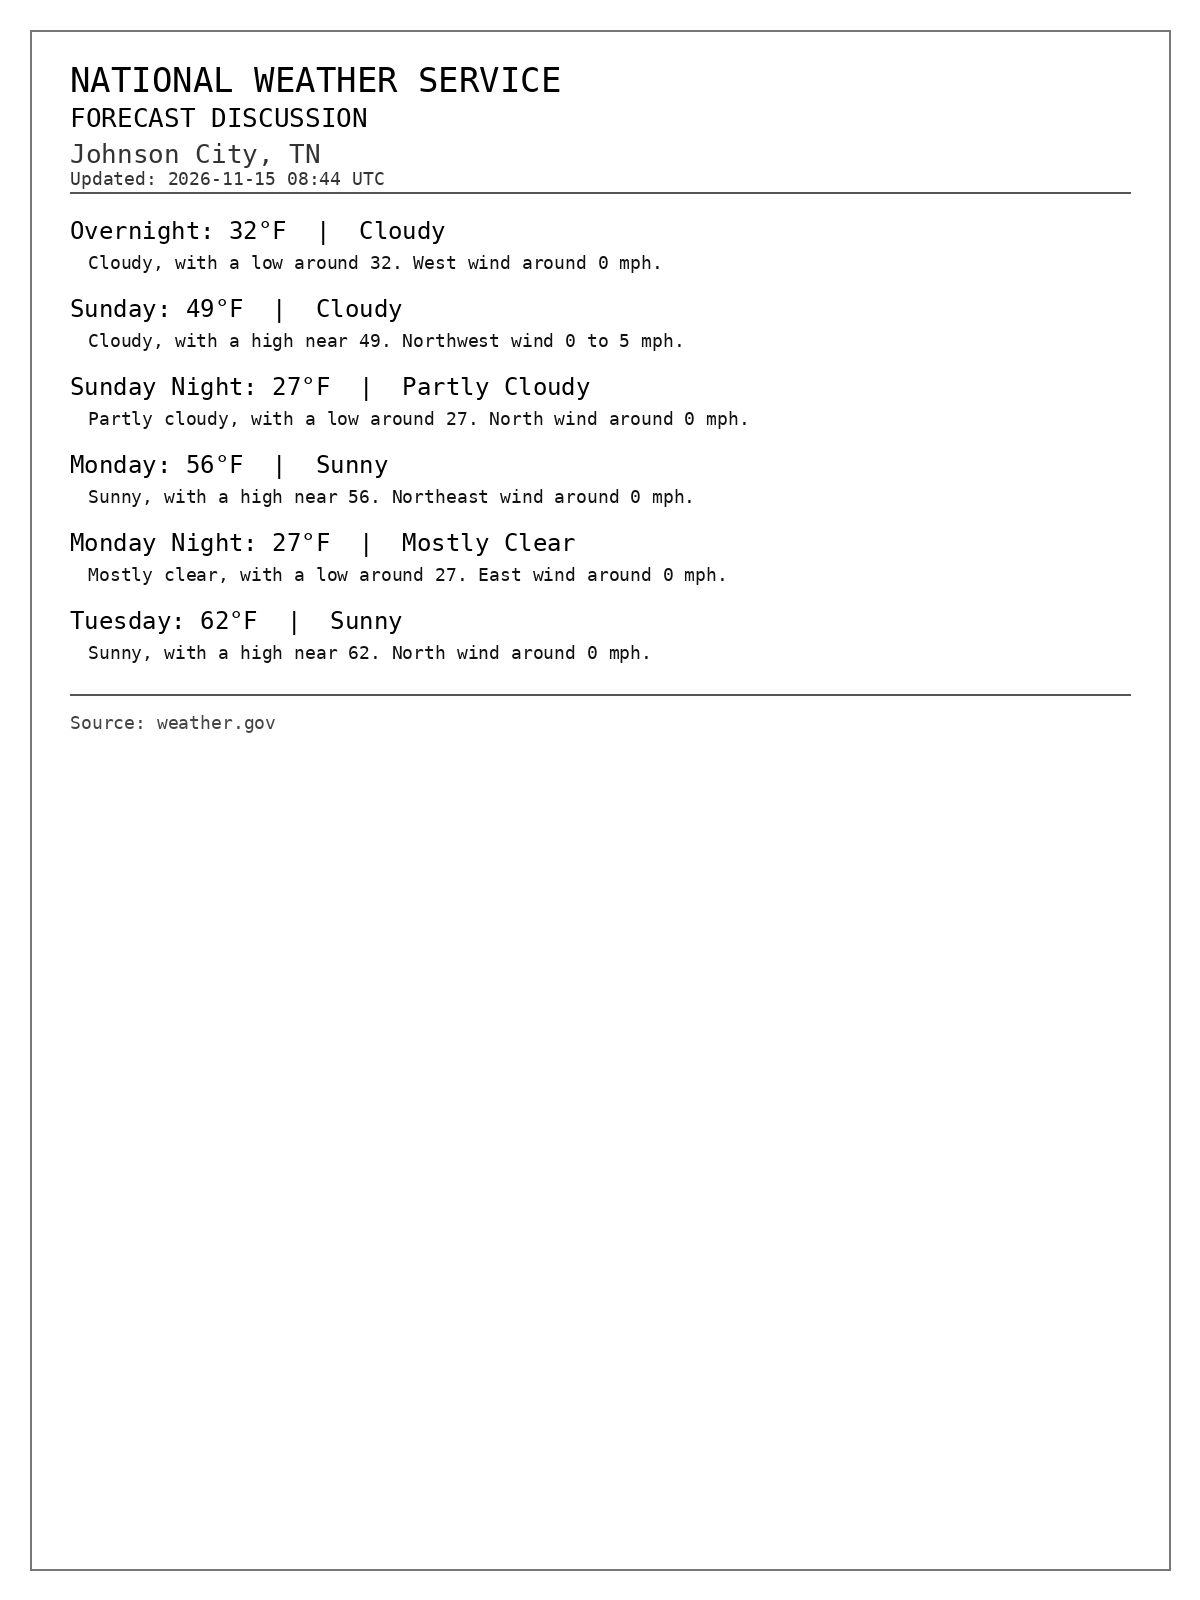 NATIONAL WEATHER SERVICE
FORECAST DISCUSSION
Johnson City, TN
Updated: 2026-11-15 08:44 UTC
Overnight: 32°F | Cloudy
Cloudy, with a low around 32. West wind around 0 mph.
Sunday: 49°F | Cloudy
Cloudy, with a high near 49. Northwest wind 0 to 5 mph.
Sunday Night: 27°F | Partly Cloudy
Partly cloudy, with a low around 27. North wind around 0 mph.
Monday: 56°F | Sunny
Sunny, with a high near 56. Northeast wind around 0 mph.
Monday Night: 27°F | Mostly Clear
Mostly clear, with a low around 27. East wind around 0 mph.
Tuesday: 62°F | Sunny
Sunny, with a high near 62. North wind around 0 mph.
Source: weather.gov